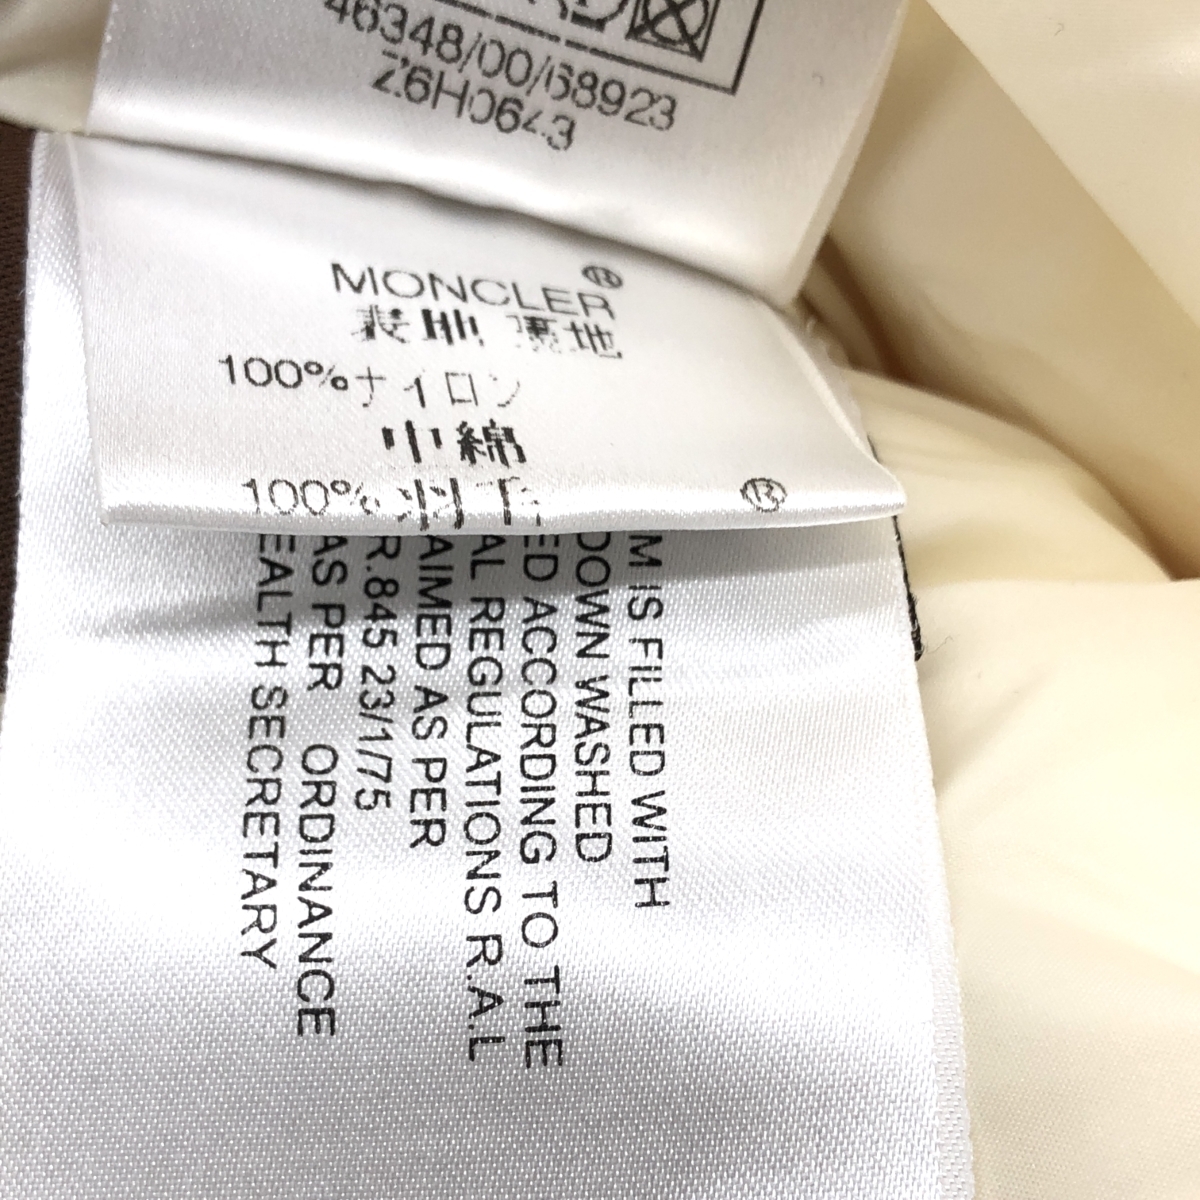 46348/00/68923
Z6H0643
MONCLER®
表地 裏地
100%ナイロン
中綿
100%
®
M IS FILLED WITH
DOWN WASHED
ED ACCORDING TO THE
AL REGULATIONS R.A.L
AIMED AS PER
R.845 23/1/75
AS PER ORDINANCE
EALTH SECRETARY